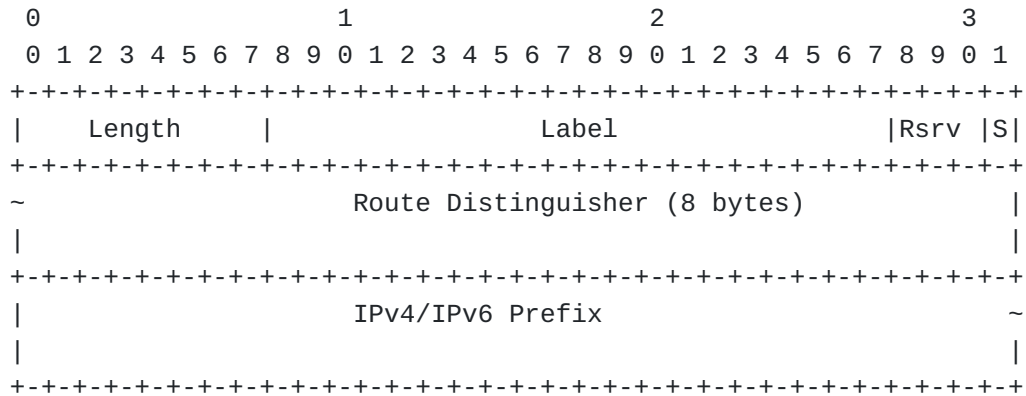 0                   1                   2                   3
 0 1 2 3 4 5 6 7 8 9 0 1 2 3 4 5 6 7 8 9 0 1 2 3 4 5 6 7 8 9 0 1
+-+-+-+-+-+-+-+-+-+-+-+-+-+-+-+-+-+-+-+-+-+-+-+-+-+-+-+-+-+-+-+-+
|    Length     |                 Label                 |Rsrv |S|
+-+-+-+-+-+-+-+-+-+-+-+-+-+-+-+-+-+-+-+-+-+-+-+-+-+-+-+-+-+-+-+-+
~                     Route Distinguisher (8 bytes)             |
|                                                               |
+-+-+-+-+-+-+-+-+-+-+-+-+-+-+-+-+-+-+-+-+-+-+-+-+-+-+-+-+-+-+-+-+
|                     IPv4/IPv6 Prefix                          ~
|                                                               |
+-+-+-+-+-+-+-+-+-+-+-+-+-+-+-+-+-+-+-+-+-+-+-+-+-+-+-+-+-+-+-+-+